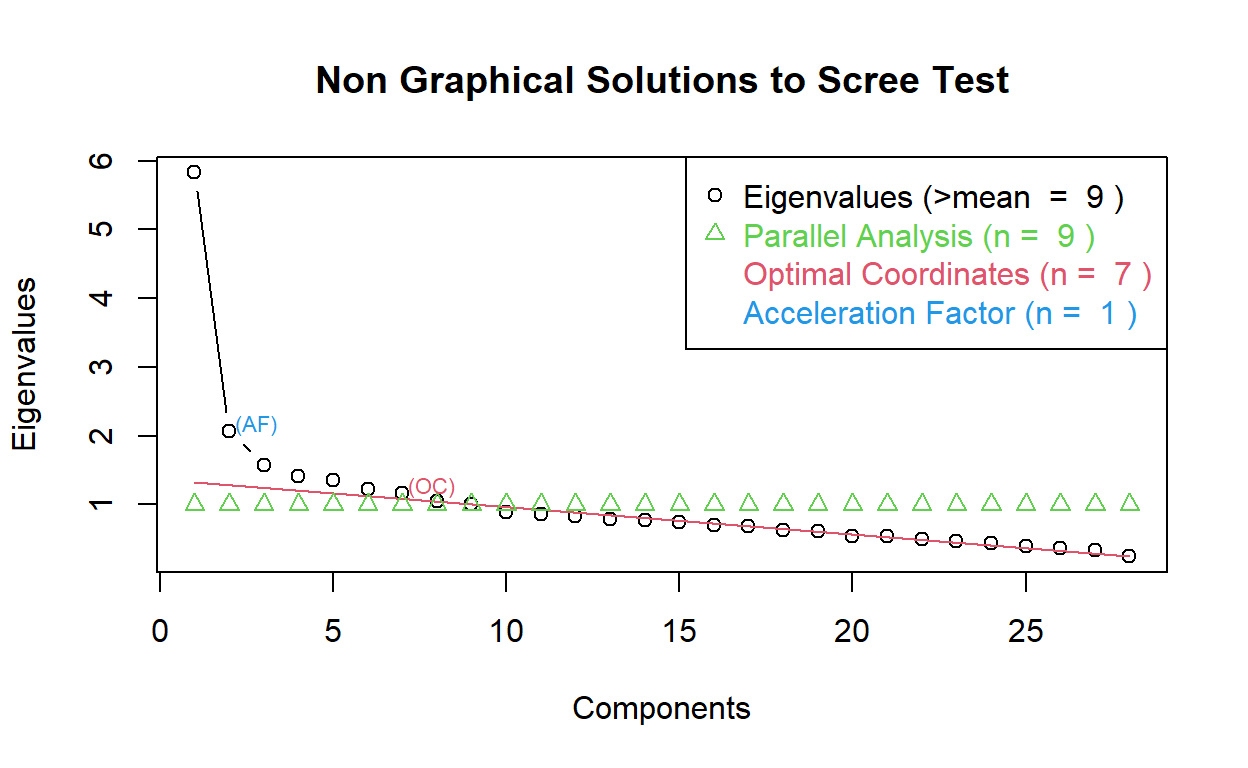 Non Graphical Solutions to Scree Test
Eigenvalues (>mean  =  9 )
Parallel Analysis (n =  9 )
Optimal Coordinates (n =  7 )
Acceleration Factor (n =  1 )
Eigenvalues
6
5
4
3
2
1
(AF)
(OC)
0 5 10 15 20 25
Components